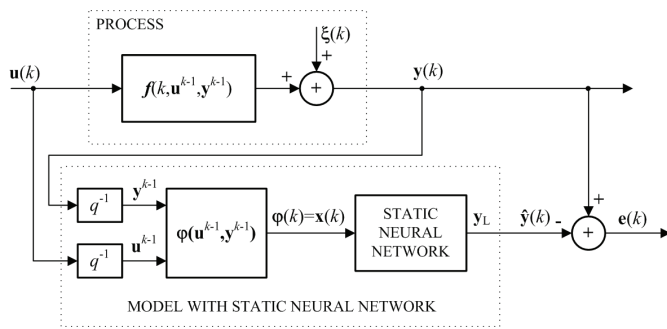 PROCESS
ξ(k)
+
u(k)
f(k,u^{k-1},y^{k-1})
+
+
y(k)
q^{-1}
y^{k-1}
φ(u^{k-1},y^{k-1})
φ(k)=x(k)
STATIC
NEURAL
NETWORK
y_L
ŷ(k)
-
+
+
e(k)
q^{-1}
u^{k-1}
MODEL WITH STATIC NEURAL NETWORK